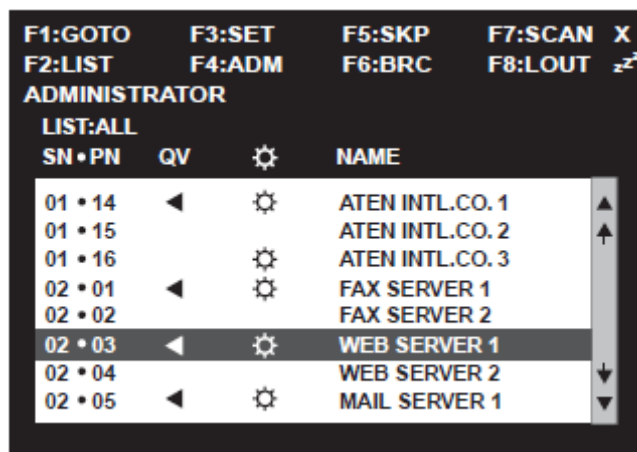 F1:GOTO F3:SET F5:SKP F7:SCAN X
F2:LIST F4:ADM F6:BRC F8:LOUT zzz
ADMINISTRATOR
LIST:ALL
SN•PN QV NAME
01•14 ATEN INTL.CO. 1
01•15 ATEN INTL.CO. 2
01•16 ATEN INTL.CO. 3
02•01 FAX SERVER 1
02•02 FAX SERVER 2
02•03 WEB SERVER 1
02•04 WEB SERVER 2
02•05 MAIL SERVER 1